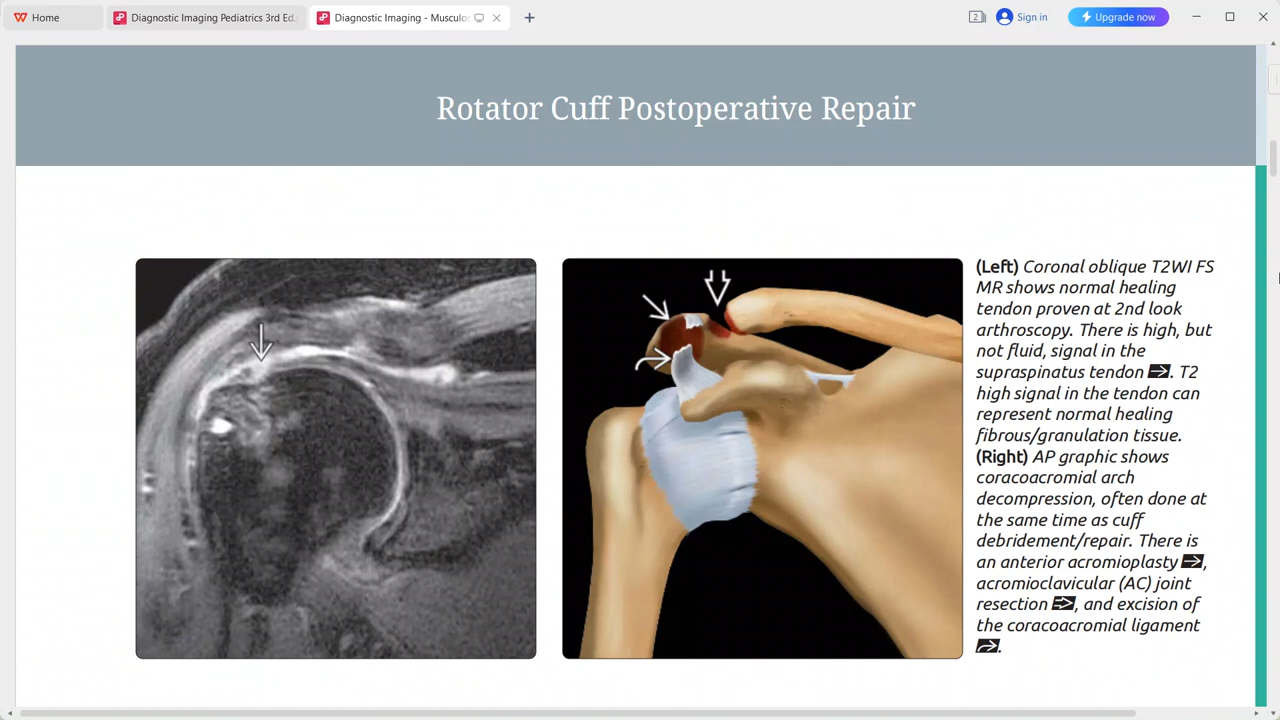 Home
Diagnostic Imaging Pediatrics 3rd Ed.
Diagnostic Imaging - Musculo
2
Sign in
Upgrade now
Rotator Cuff Postoperative Repair
(Left) Coronal oblique T2WI FS
MR shows normal healing
tendon proven at 2nd look
arthroscopy. There is high, but
not fluid, signal in the
supraspinatus tendon . T2
high signal in the tendon can
represent normal healing
fibrous/granulation tissue.
(Right) AP graphic shows
coracoacromial arch
decompression, often done at
the same time as cuff
debridement/repair. There is
an anterior acromioplasty ,
acromioclavicular (AC) joint
resection , and excision of
the coracoacromial ligament
.